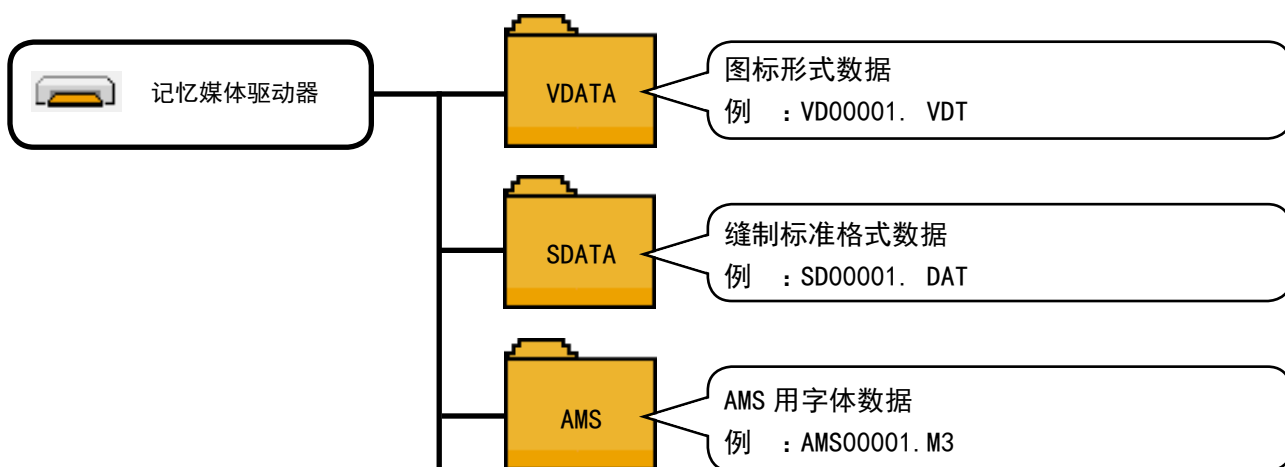 记忆媒体驱动器
VDATA
图标形式数据
例 ：VD00001. VDT
SDATA
缝制标准格式数据
例 ：SD00001. DAT
AMS
AMS 用字体数据
例 ：AMS00001.M3